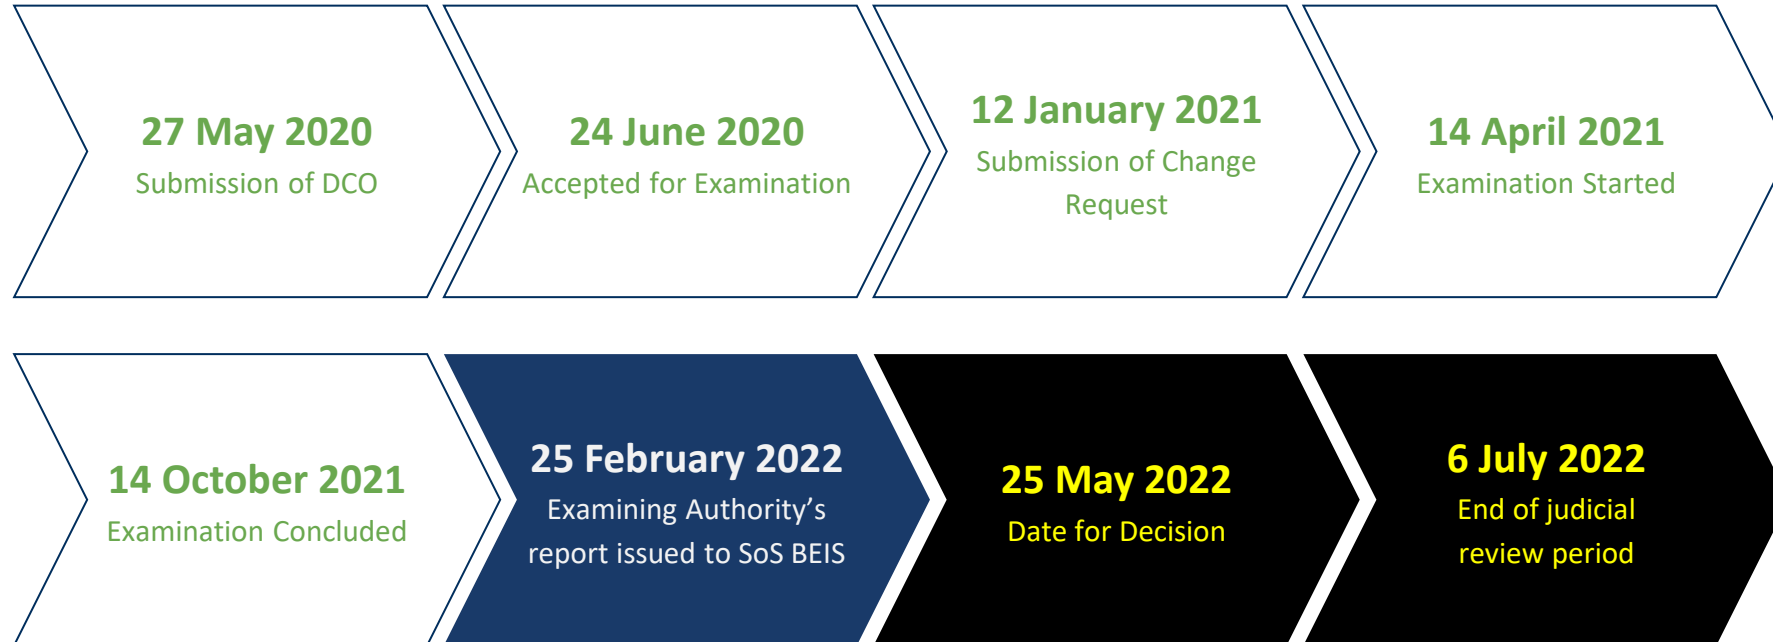 27 May 2020
Submission of DCO
24 June 2020
Accepted for Examination
12 January 2021
Submission of Change
Request
14 April 2021
Examination Started
14 October 2021
Examination Concluded
25 February 2022
Examining Authority’s
report issued to SoS BEIS
25 May 2022
Date for Decision
6 July 2022
End of judicial
review period